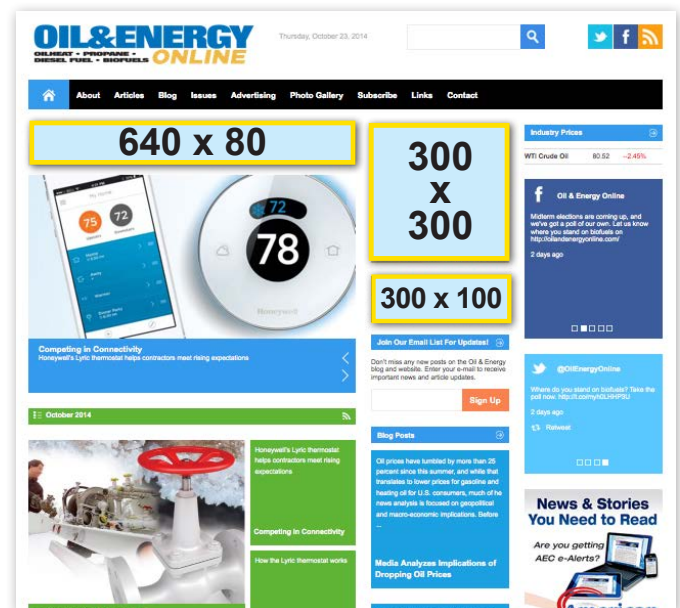 OIL&ENERGY
OILHEAT • PROPANE •
DIESEL FUEL • BIOFUELS ONLINE
Thursday, October 23, 2014
About Articles Blog Issues Advertising Photo Gallery Subscribe Links Contact
640 x 80
My Home
75
72
72
78
Honeywell
Competing in Connectivity
Honeywell's Lyric thermostat helps contractors meet rising expectations
October 2014
Honeywell's Lyric thermostat
helps contractors meet rising
expectations
Competing in Connectivity
How the Lyric thermostat works
300
X
300
300 x 100
Join Our Email List For Updates!
Don't miss any new posts on the Oil & Energy
blog and website. Enter your e-mail to receive
important news and article updates.
Sign Up
Blog Posts
Oil prices have tumbled by more than 25
percent since this summer, and while that
translates to lower prices for gasoline and
heating oil for U.S. consumers, much of he
news analysis is focused on geopolitical
and macro-economic implications. Before
...
Media Analyzes Implications of
Dropping Oil Prices
Industry Prices
WTI Crude Oil 80.52 -2.45%
f Oil & Energy Online
Midterm elections are coming up, and
we've got a poll of our own. Let us know
where you stand on biofuels on
http://oilandenergyonline.com/
2 days ago
@OilEnergyOnline
Where do you stand on biofuels? Take the
poll now.
2 days ago
Retweet
News & Stories
You Need to Read
Are you getting
AEC e-Alerts?
American